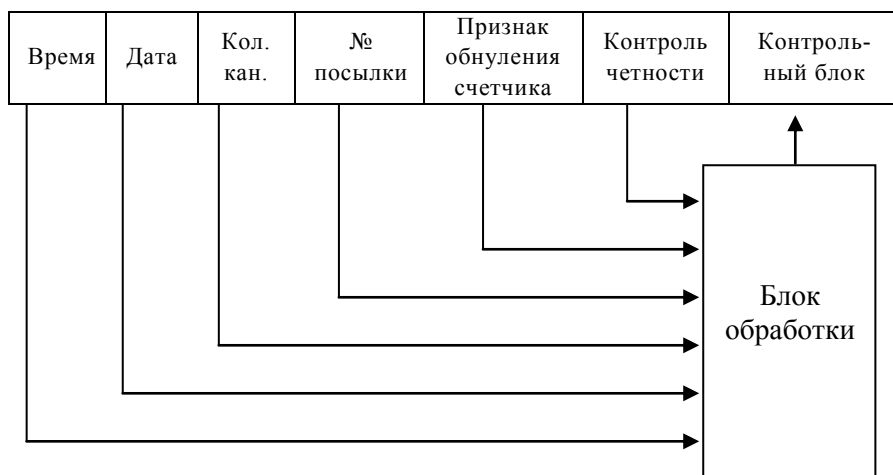 Время
Дата
Кол.
кан.
№
посылки
Признак
обнуления
счетчика
Контроль
четности
Контроль-
ный блок
Блок
обработки